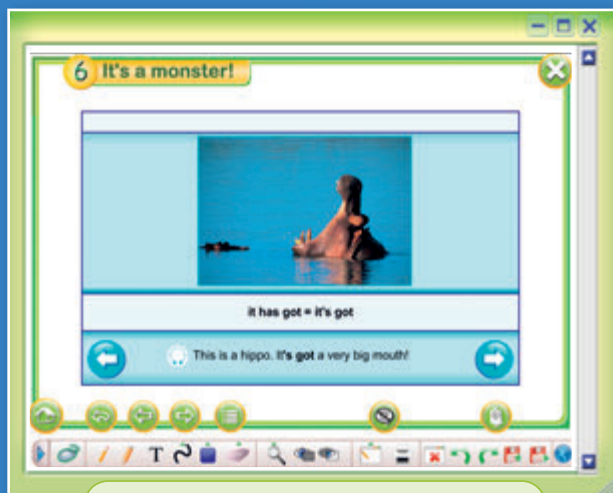 6 It's a monster!
it has got = it's got
This is a hippo. It's got a very big mouth!
T